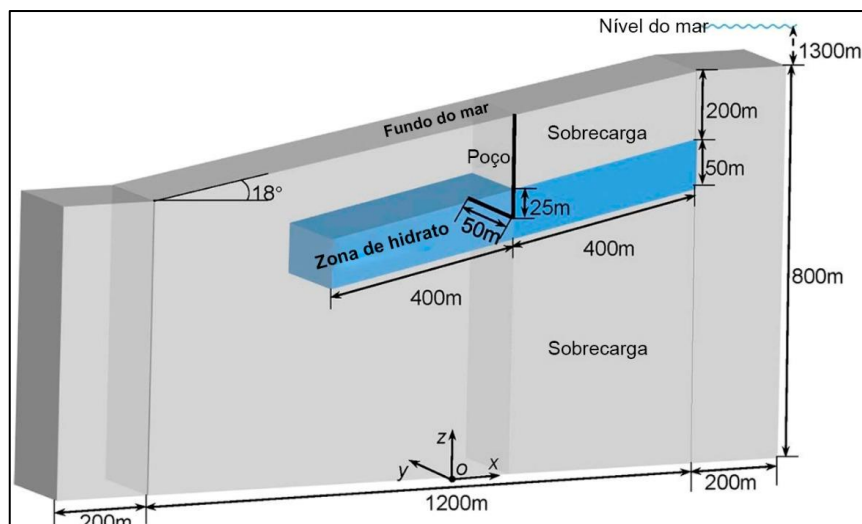 Nível do mar
1300m
Fundo do mar
200m
Sobrecarga
Poço
18°
50m
25m
50m
Zona de hidrato
400m
400m
800m
Sobrecarga
z
y
o
x
200m
1200m
200m